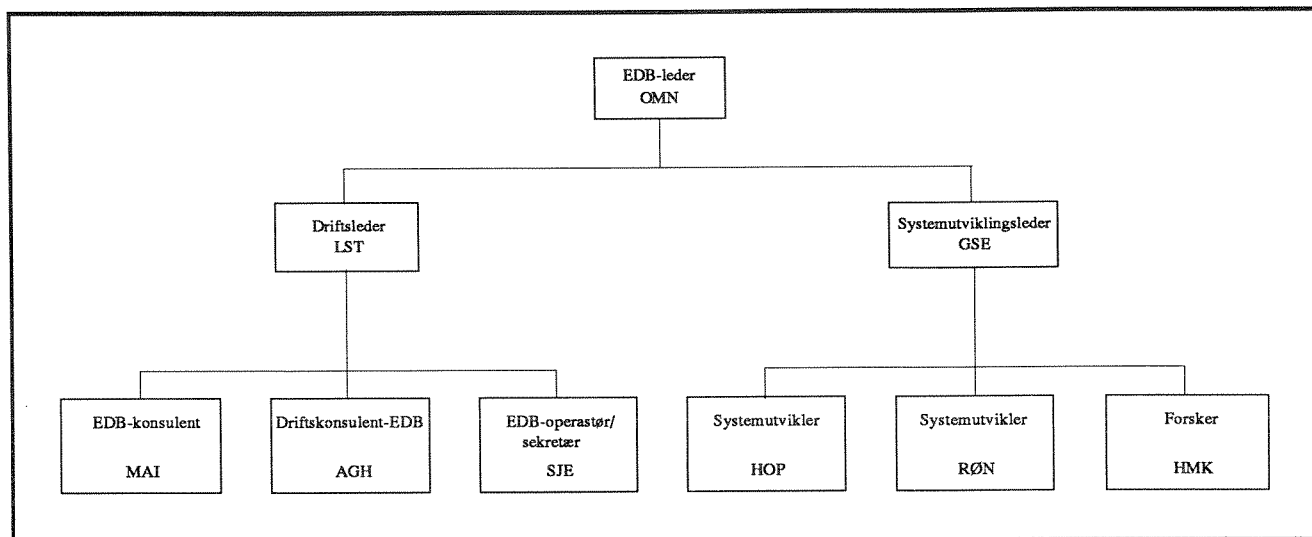 EDB-leder
OMN
Driftsleder
LST
Systemutviklingsleder
GSE
EDB-konsulent
MAI
Driftskonsulent-EDB
AGH
EDB-operastør/
sekretær
SJE
Systemutvikler
HOP
Systemutvikler
RØN
Forsker
HMK